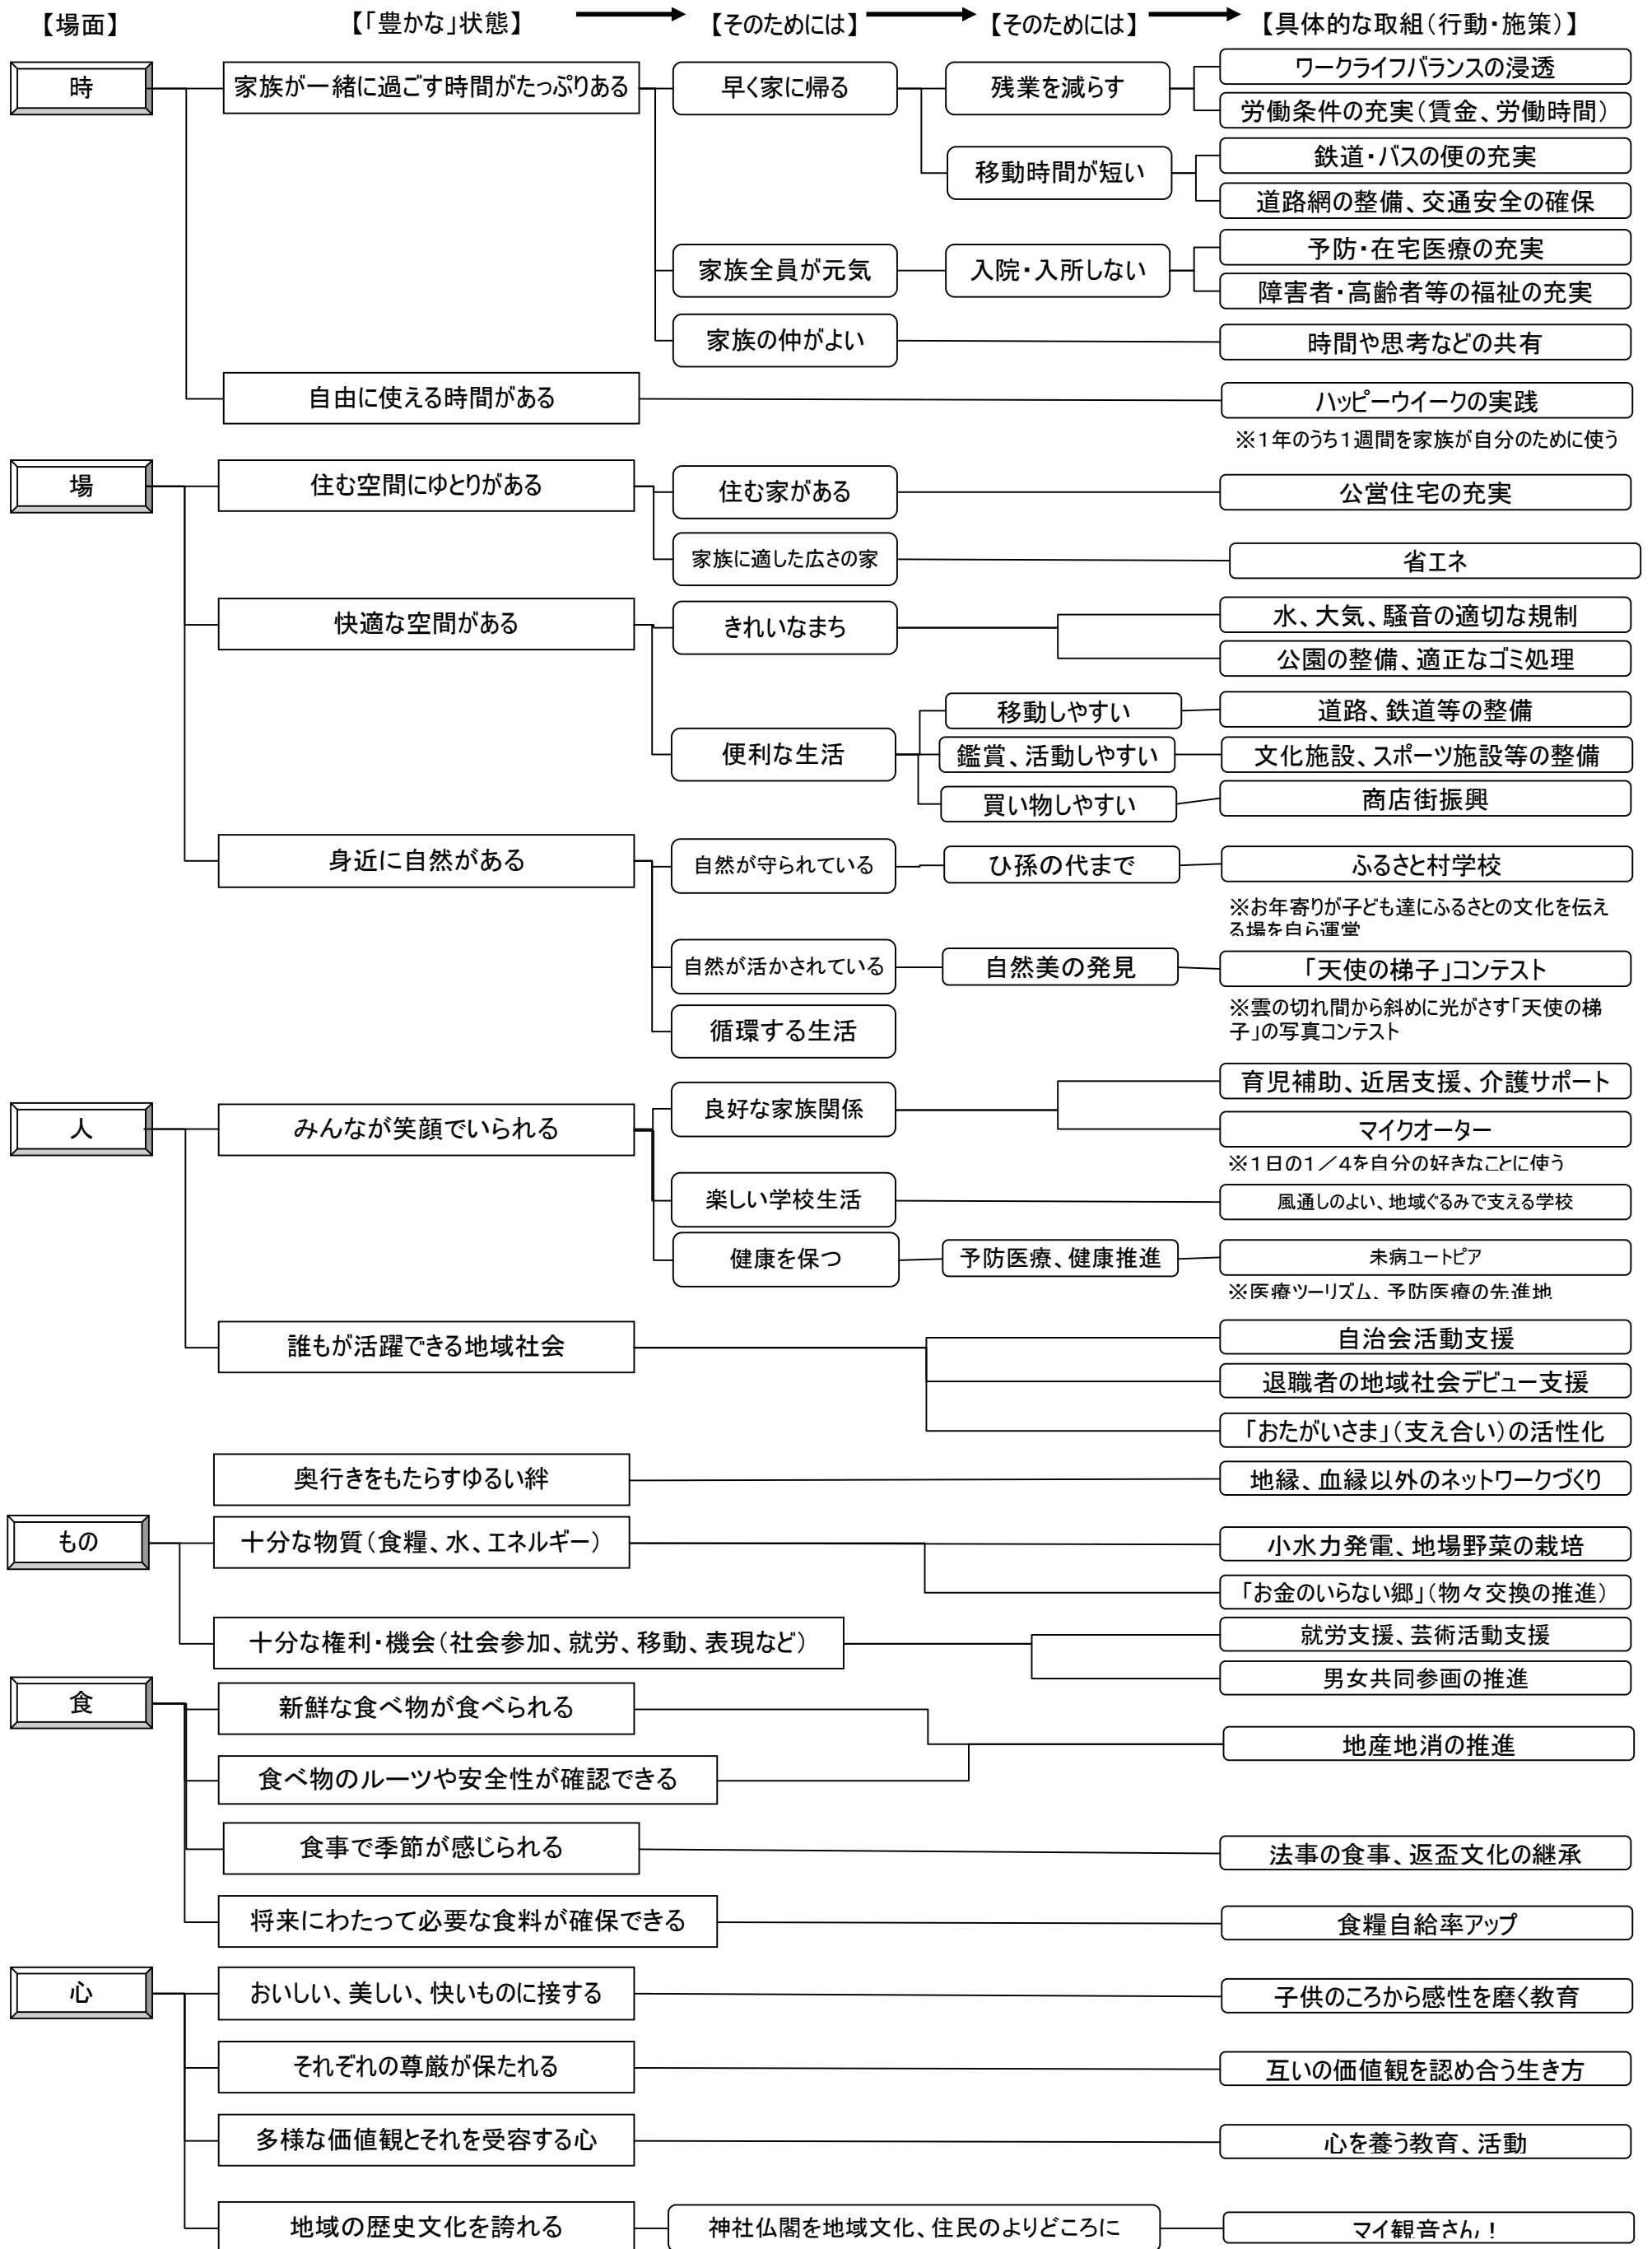 【場面】
【「豊かな」状態】
【そのためには】
【そのためには】
【具体的な取組（行動・施策）】
時
家族が一緒に過ごす時間がたっぷりある
早く家に帰る
残業を減らす
ワークライフバランスの浸透
労働条件の充実（賃金、労働時間）
移動時間が短い
鉄道・バスの便の充実
道路網の整備、交通安全の確保
家族全員が元気
入院・入所しない
予防・在宅医療の充実
障害者・高齢者等の福祉の充実
家族の仲がよい
時間や思考などの共有
自由に使える時間がある
ハッピーウイークの実践
※１年のうち１週間を家族が自分のために使う
場
住む空間にゆとりがある
住む家がある
公営住宅の充実
家族に適した広さの家
省エネ
快適な空間がある
きれいなまち
水、大気、騒音の適切な規制
公園の整備、適正なゴミ処理
便利な生活
移動しやすい
道路、鉄道等の整備
鑑賞、活動しやすい
文化施設、スポーツ施設等の整備
買い物しやすい
商店街振興
身近に自然がある
自然が守られている
ひ孫の代まで
ふるさと村学校
※お年寄りが子ども達にふるさとの文化を伝え
る場を自ら運営
自然が活かされている
自然美の発見
「天使の梯子」コンテスト
※雲の切れ間から斜めに光がさす「天使の梯
子」の写真コンテスト
循環する生活
人
みんなが笑顔でいられる
良好な家族関係
育児補助、近居支援、介護サポート
マイクオーター
※１日の１／４を自分の好きなことに使う
楽しい学校生活
風通しのよい、地域ぐるみで支える学校
健康を保つ
予防医療、健康推進
未病ユートピア
※医療ツーリズム、予防医療の先進地
誰もが活躍できる地域社会
自治会活動支援
退職者の地域社会デビュー支援
「おたがいさま」（支え合い）の活性化
奥行きをもたらすゆるい絆
地縁、血縁以外のネットワークづくり
もの
十分な物質（食糧、水、エネルギー）
小水力発電、地場野菜の栽培
「お金のいらない郷」（物々交換の推進）
十分な権利・機会（社会参加、就労、移動、表現など）
就労支援、芸術活動支援
男女共同参画の推進
食
新鮮な食べ物が食べられる
地産地消の推進
食べ物のルーツや安全性が確認できる
食事で季節が感じられる
法事の食事、返盃文化の継承
将来にわたって必要な食料が確保できる
食糧自給率アップ
心
おいしい、美しい、快いものに接する
子供のころから感性を磨く教育
それぞれの尊厳が保たれる
互いの価値観を認め合う生き方
多様な価値観とそれを受容する心
心を養う教育、活動
地域の歴史文化を誇れる
神社仏閣を地域文化、住民のよりどころに
マイ観音さん！